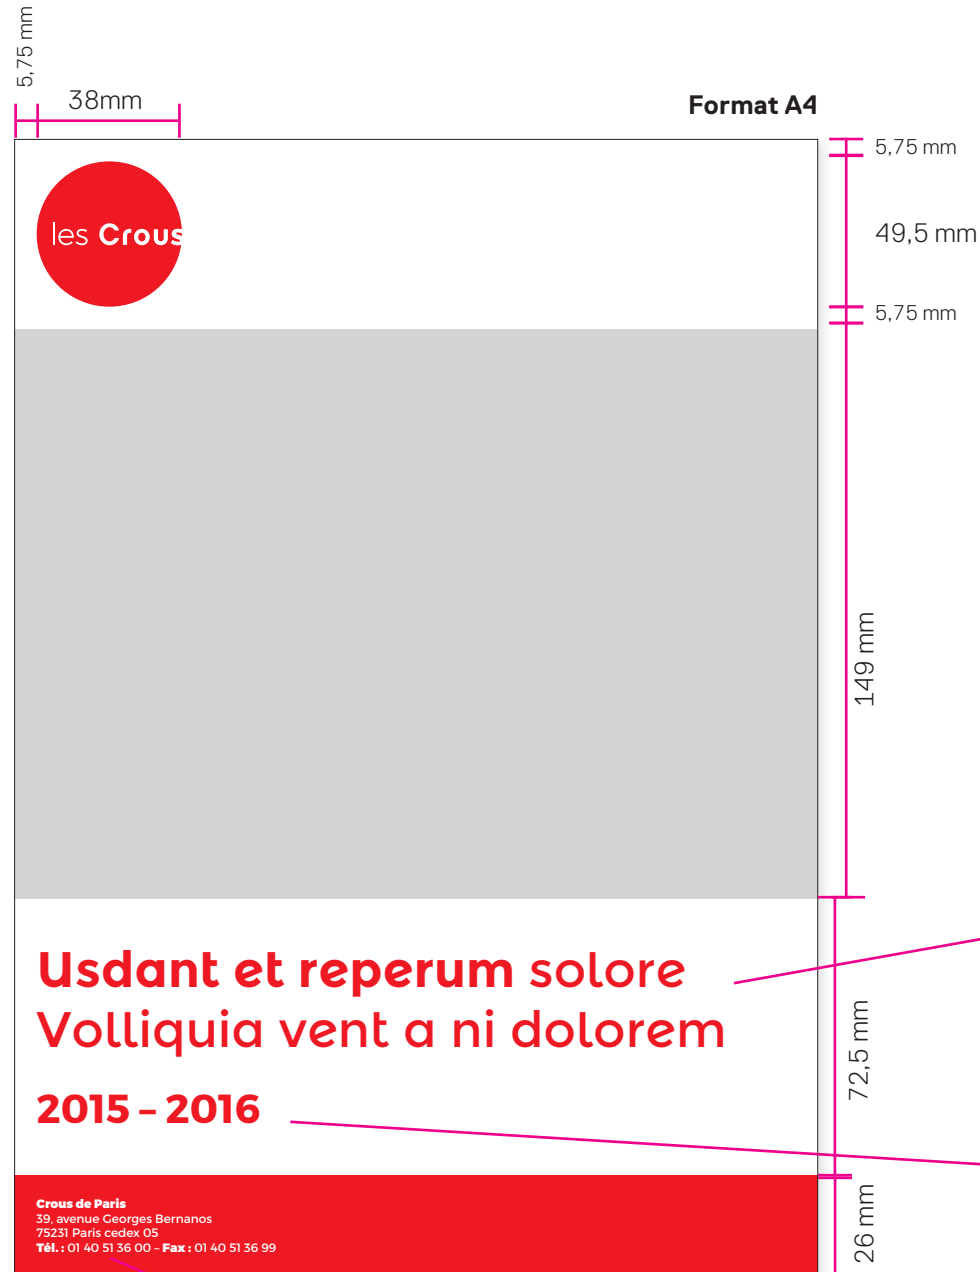 5,75 mm
38mm
Format A4
5,75 mm
les Crous
49,5 mm
5,75 mm
149 mm
Usdant et reperum solore
Volliquia vent a ni dolorem
72,5 mm
2015 – 2016
Crous de Paris
39, avenue Georges Bernanos
75231 Paris cedex 05
Tél. : 01 40 51 36 00 – Fax : 01 40 51 36 99
26 mm